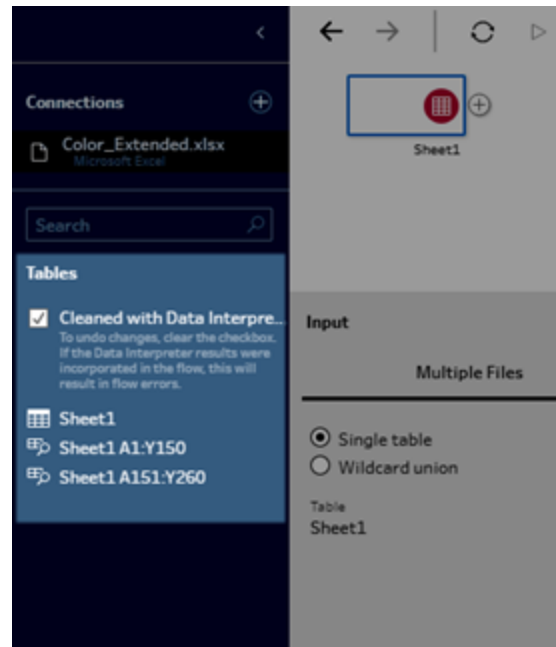 Connections
Color_Extended.xlsx
Microsoft Excel
Search
Tables
Cleaned with Data Interpre...
To undo changes, clear the checkbox.
If the Data Interpreter results were
incorporated in the flow, this will
result in flow errors.
Sheet1
Sheet1 A1:Y150
Sheet1 A151:Y260
Sheet1
Input
Multiple Files
Single table
Wildcard union
Table
Sheet1